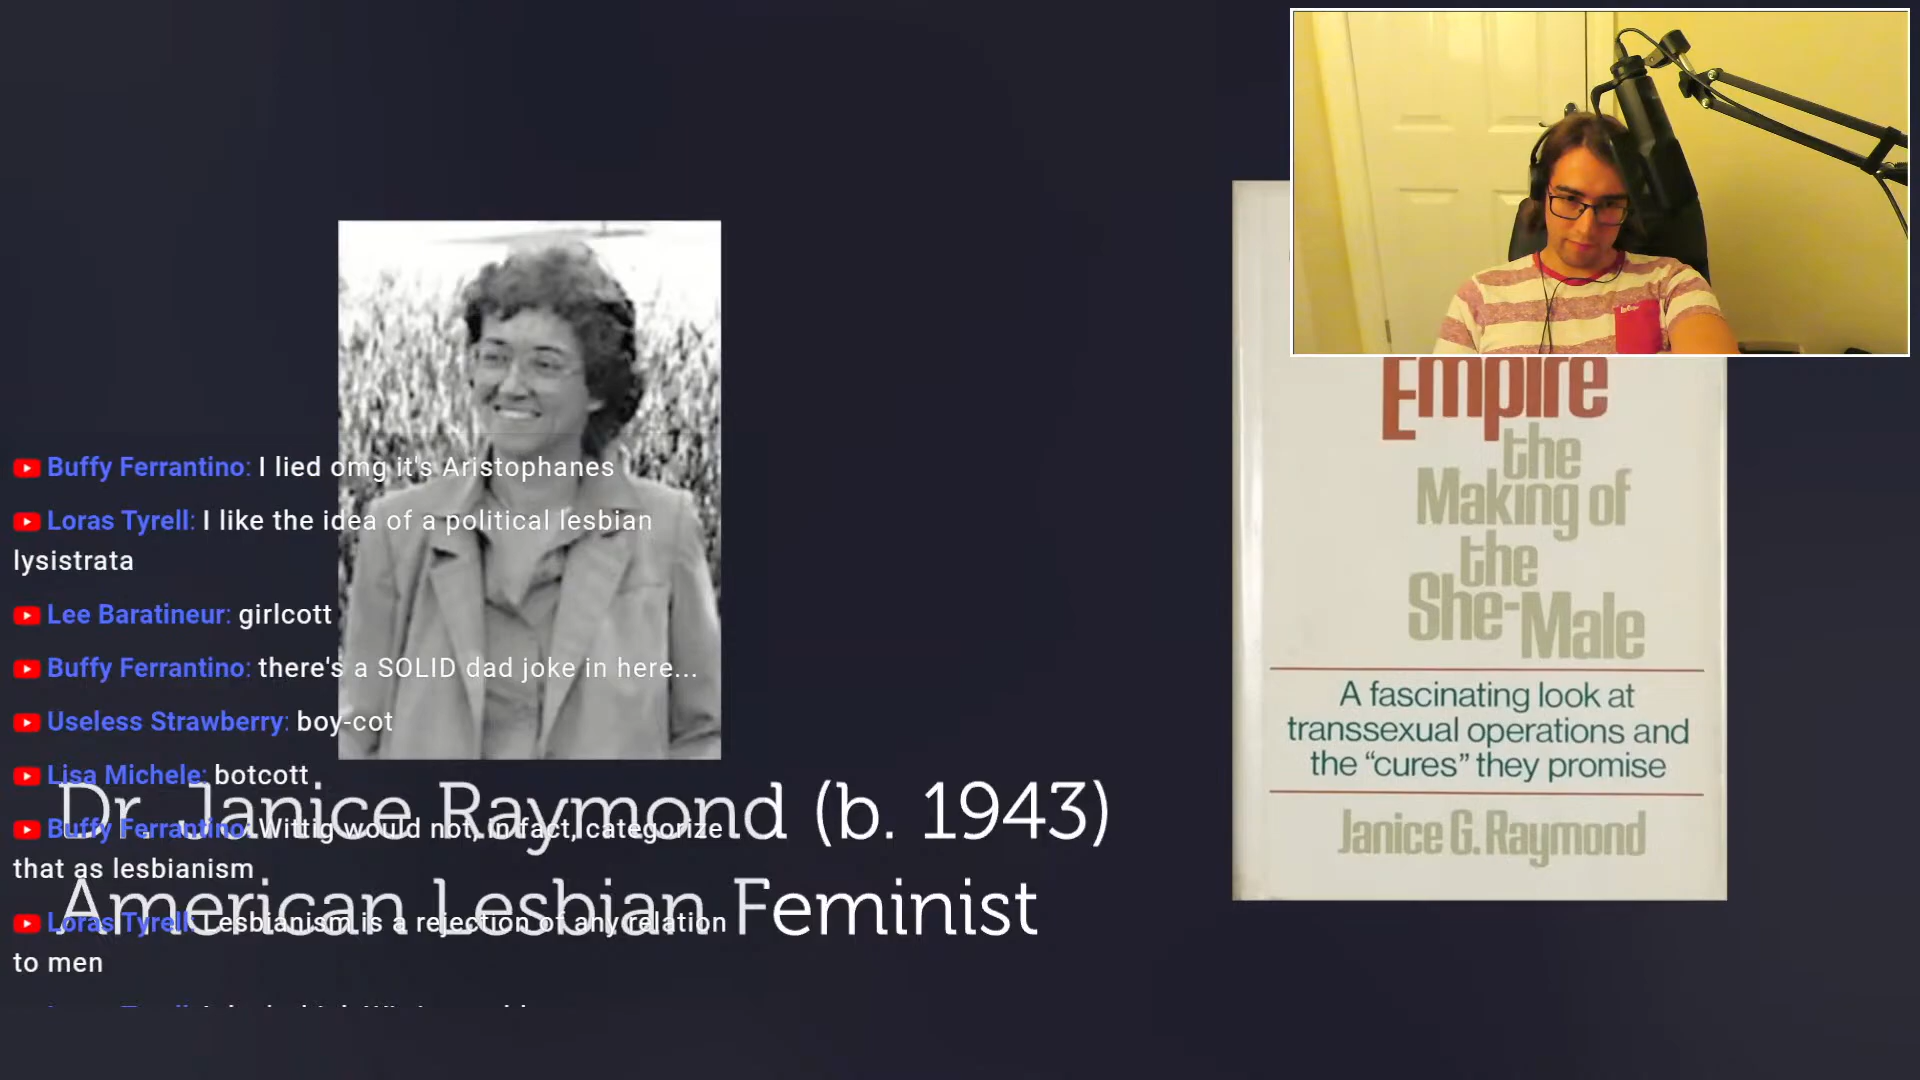 Buffy Ferrantino: I lied omg it's Aristophanes
Loras Tyrell: I like the idea of a political lesbian
lysistrata
Lee Baratineur: girlcott
Buffy Ferrantino: there's a SOLID dad joke in here...
Useless Strawberry: boy-cot
Lisa Michele: botcott
Buffy Ferrantino: Wittig would not, in fact, categorize
that as lesbianism
Loras Tyrell: Lesbianism is a rejection of any relation
to men
Dr. Janice Raymond (b. 1943)
American Lesbian Feminist
Empire
the
Making of
the
She-Male
A fascinating look at
transsexual operations and
the “cures” they promise
Janice G. Raymond